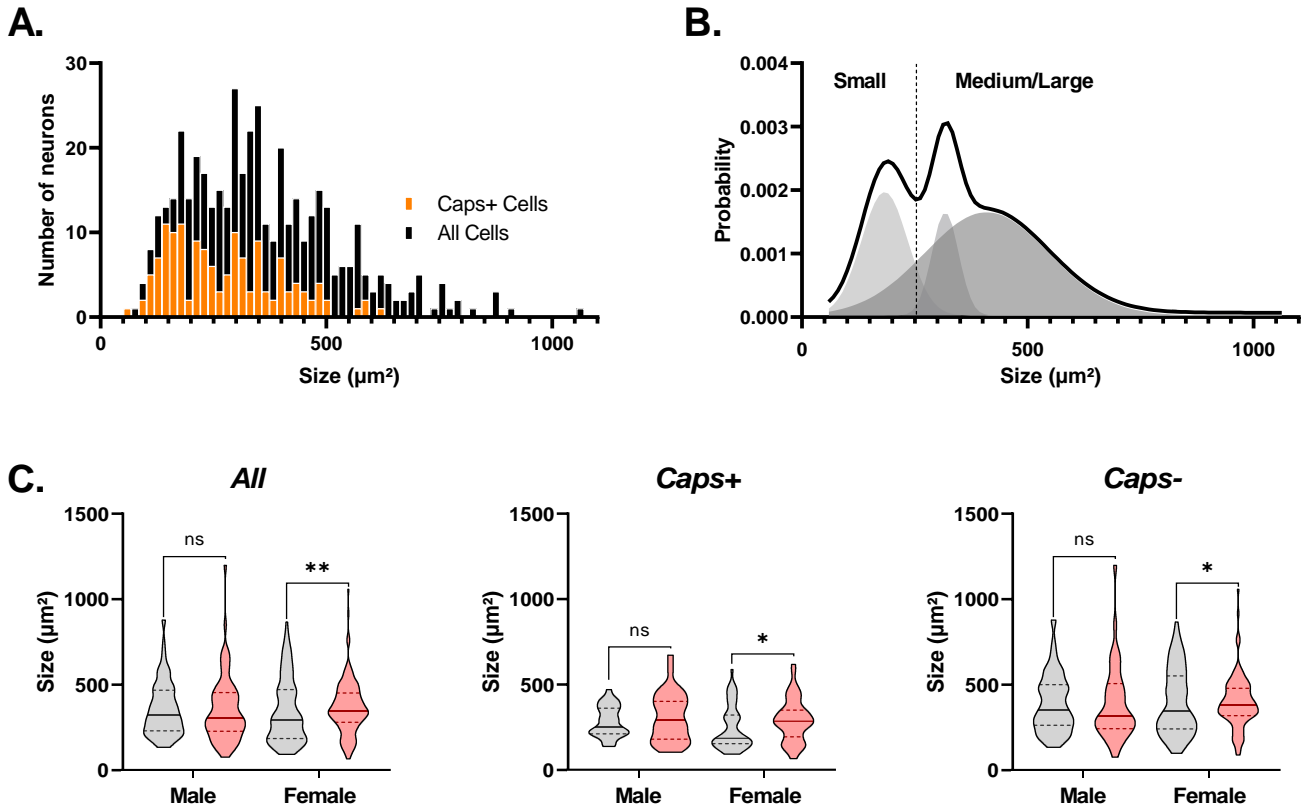 A.
30
20
10
0
Number of neurons
Caps+ Cells
All Cells
0 500 1000
Size (µm²)
B.
0.004
0.003
0.002
0.001
0.000
Probability
Small Medium/Large
0 500 1000
Size (µm²)
C.
All
1500
1000
500
0
Size (µm²)
ns
**
Male Female
Caps+
1500
1000
500
0
Size (µm²)
ns
*
Male Female
Caps-
1500
1000
500
0
Size (µm²)
ns
*
Male Female